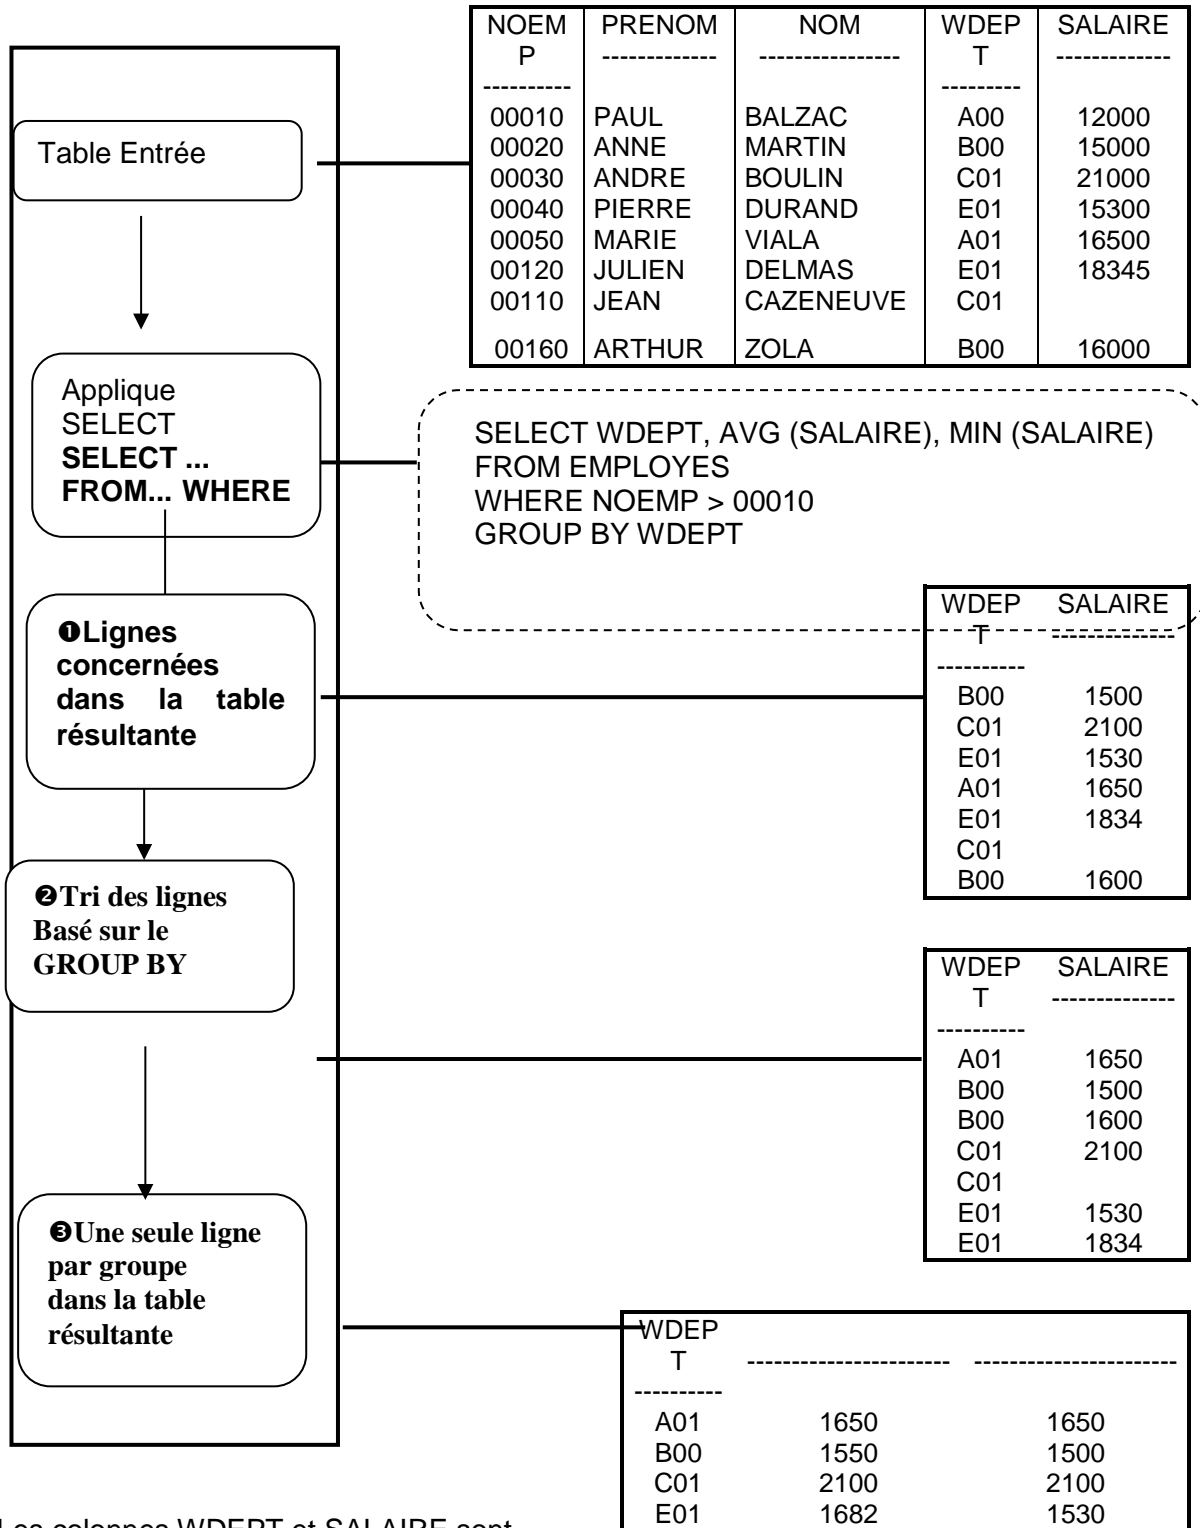 NOEM PRENOM NOM WDEP SALAIRE
P ------------- ---------------- T -------------
---------- ---------
00010 PAUL BALZAC A00 12000
00020 ANNE MARTIN B00 15000
00030 ANDRE BOULIN C01 21000
00040 PIERRE DURAND E01 15300
00050 MARIE VIALA A01 16500
00120 JULIEN DELMAS E01 18345
00110 JEAN CAZENEUVE C01
00160 ARTHUR ZOLA B00 16000
Table Entrée
Applique
SELECT
SELECT ...
FROM... WHERE
SELECT WDEPT, AVG (SALAIRE), MIN (SALAIRE)
FROM EMPLOYES
WHERE NOEMP > 00010
GROUP BY WDEPT
❶Lignes
concernées
dans la table
résultante
WDEP SALAIRE
T --------------
----------
B00 1500
C01 2100
E01 1530
A01 1650
E01 1834
C01
B00 1600
❷Tri des lignes
Basé sur le
GROUP BY
WDEP SALAIRE
T --------------
----------
A01 1650
B00 1500
B00 1600
C01 2100
C01
E01 1530
E01 1834
❸Une seule ligne
par groupe
dans la table
résultante
WDEP
T ----------------------- -----------------------
----------
A01 1650 1650
B00 1550 1500
C01 2100 2100
E01 1682 1530
Les colonnes WDEPT et SALAIRE sont